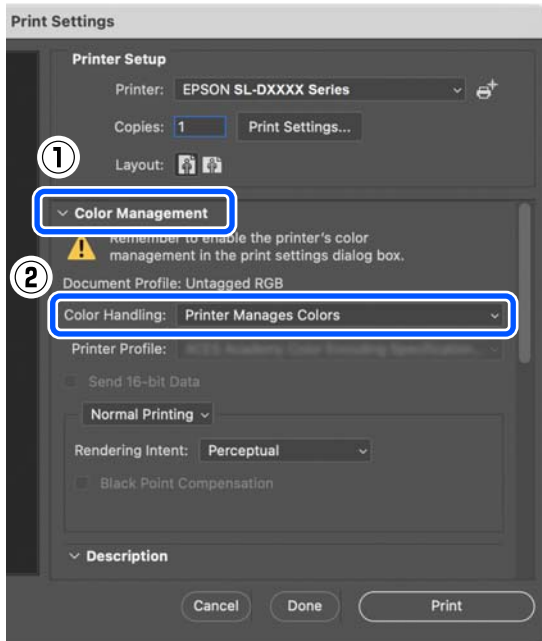 Print Settings
Printer Setup
Printer: EPSON SL-DXXXX Series
Copies: 1 Print Settings...
Layout:
①
Color Management
Remember to enable the printer's color
management in the print settings dialog box.
②
Document Profile: Untagged RGB
Color Handling: Printer Manages Colors
Printer Profile:
Send 16-bit Data
Normal Printing
Rendering Intent: Perceptual
Black Point Compensation
Description
Cancel Done Print